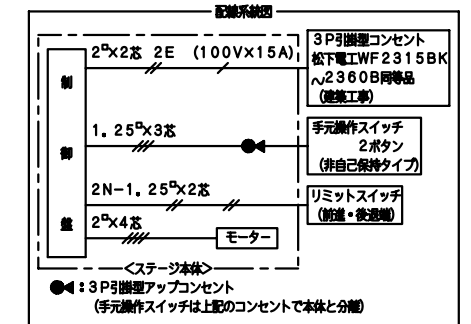 配線系統図
2□×2芯 2E (100V×15A)
3P引掛型コンセント
松下電工WF2315BK
～2360B同等品
(建築工事)
制御盤
1.25□×3芯
手元操作スイッチ
2ボタン
(非自己保持タイプ)
2N-1.25□×2芯
リミットスイッチ
(前進・後退端)
2□×4芯
モーター
<ステージ本体>
●◀:3P引掛型アップコンセント
(手元操作スイッチは上記のコンセントで本体と分離)